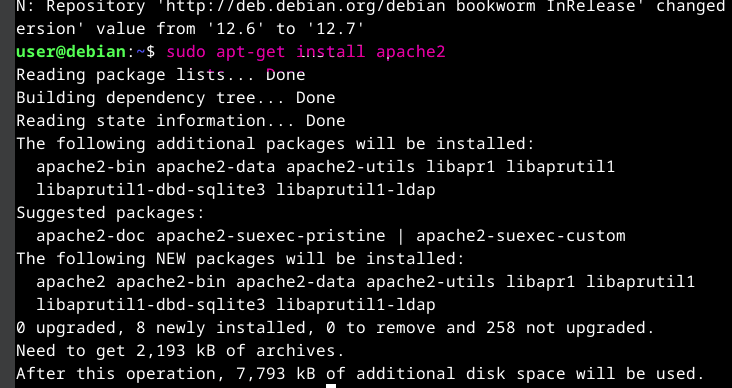 N: Repository 'http://deb.debian.org/debian bookworm InRelease' changed
ersion' value from '12.6' to '12.7'
user@debian:~$ sudo apt-get install apache2
Reading package lists... Done
Building dependency tree... Done
Reading state information... Done
The following additional packages will be installed:
  apache2-bin apache2-data apache2-utils libapr1 libaprutil1
  libaprutil1-dbd-sqlite3 libaprutil1-ldap
Suggested packages:
  apache2-doc apache2-suexec-pristine | apache2-suexec-custom
The following NEW packages will be installed:
  apache2 apache2-bin apache2-data apache2-utils libapr1 libaprutil1
  libaprutil1-dbd-sqlite3 libaprutil1-ldap
0 upgraded, 8 newly installed, 0 to remove and 258 not upgraded.
Need to get 2,193 kB of archives.
After this operation, 7,793 kB of additional disk space will be used.